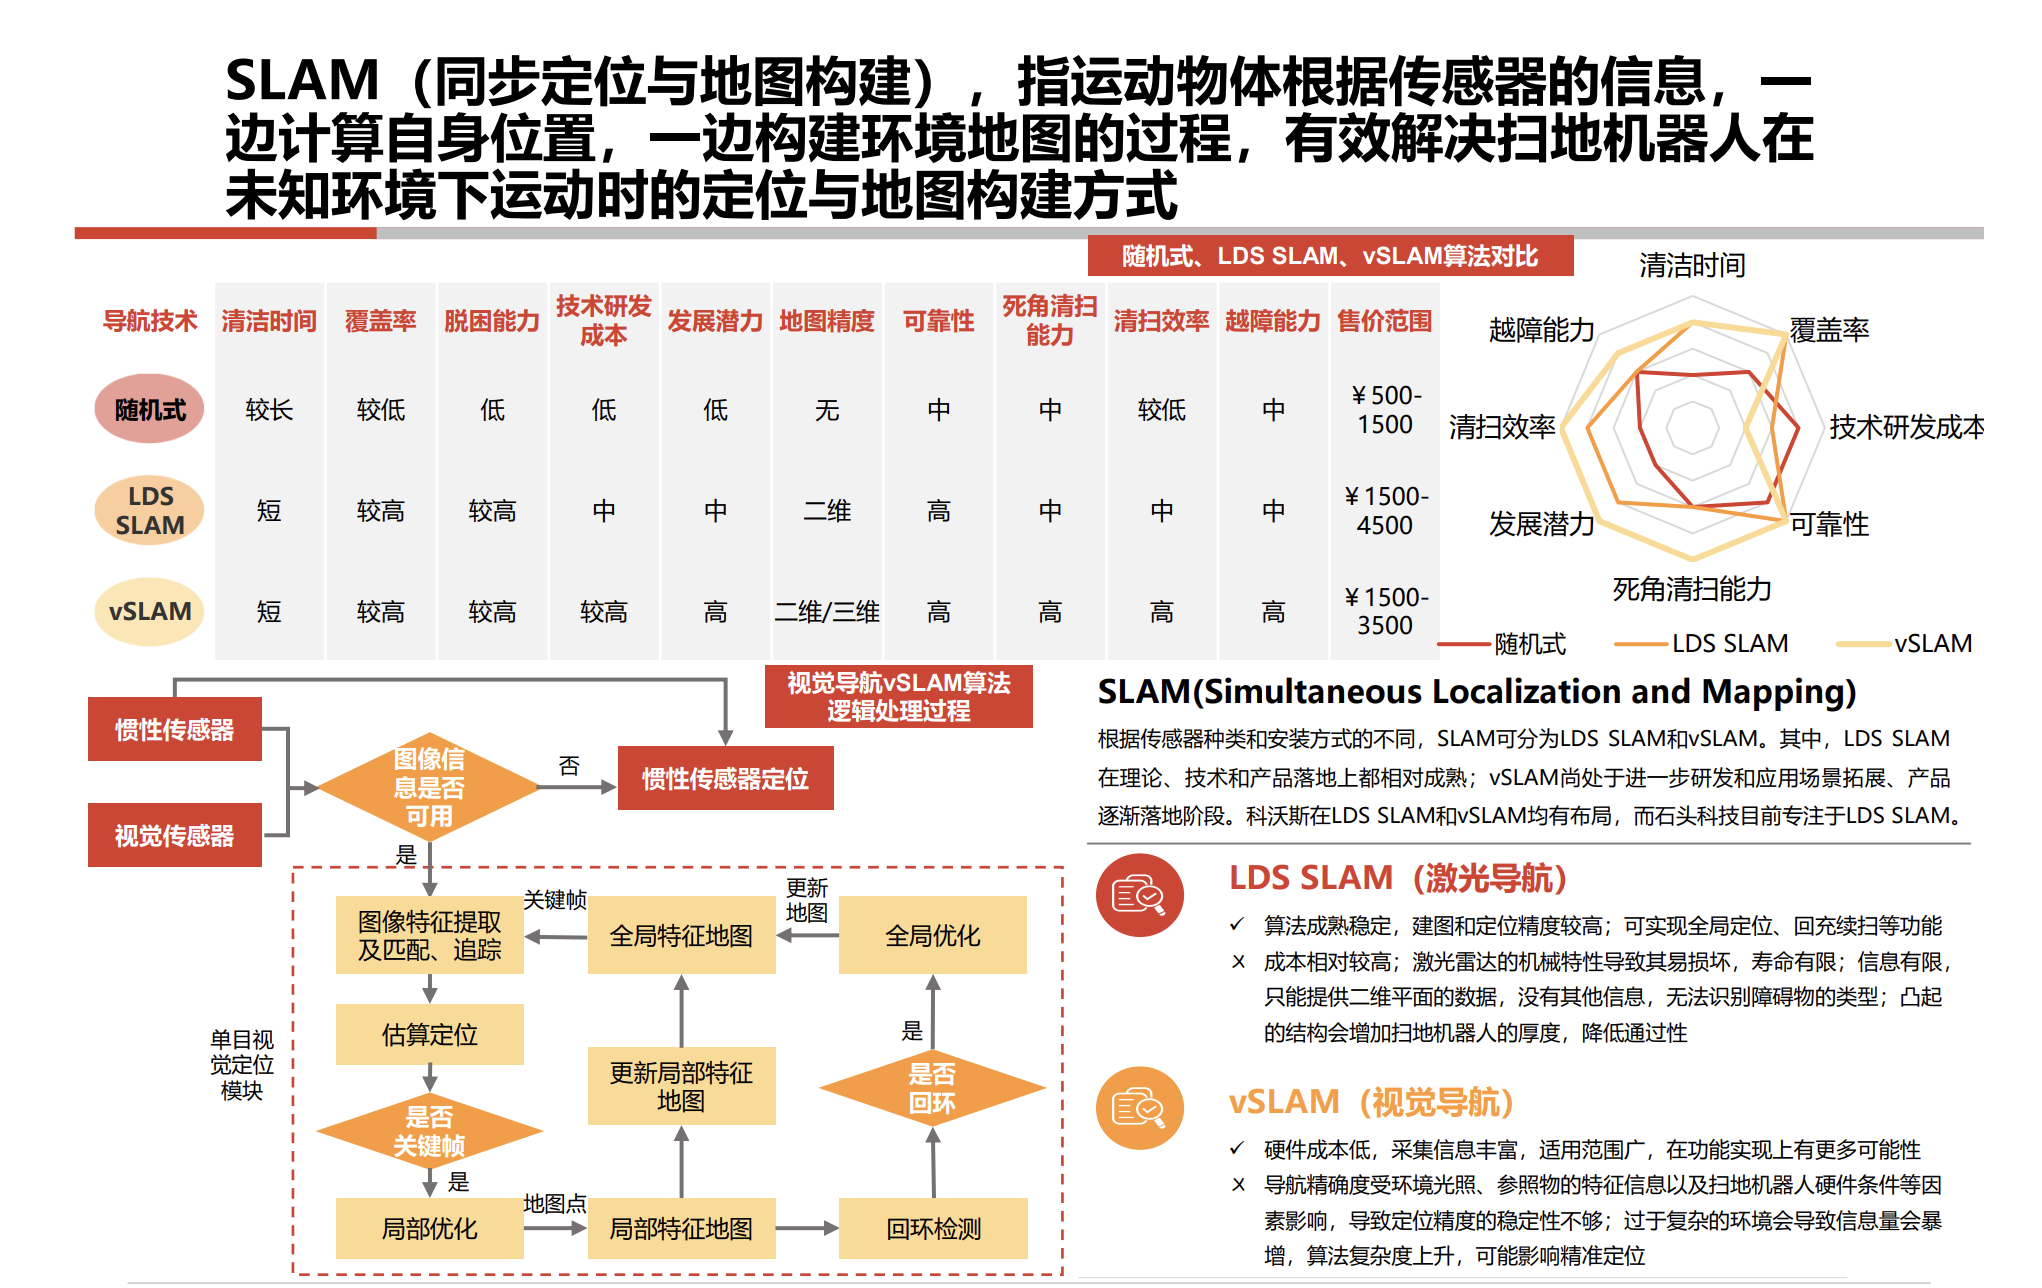 SLAM（同步定位与地图构建），指运动物体根据传感器的信息，一
边计算自身位置，一边构建环境地图的过程，有效解决扫地机器人在
未知环境下运动时的定位与地图构建方式
随机式、LDS SLAM、vSLAM算法对比
导航技术 清洁时间 覆盖率 脱困能力 技术研发成本 发展潜力 地图精度 可靠性 死角清扫能力 清扫效率 越障能力 售价范围
随机式 较长 较低 低 低 低 无 中 中 较低 中 ￥500-1500
LDS SLAM 短 较高 较高 中 中 二维 高 中 中 中 ￥1500-4500
vSLAM 短 较高 较高 较高 高 二维/三维 高 高 高 高 ￥1500-3500
清洁时间
覆盖率
技术研发成本
可靠性
死角清扫能力
发展潜力
清扫效率
越障能力
随机式 LDS SLAM vSLAM
视觉导航vSLAM算法
逻辑处理过程
惯性传感器
视觉传感器
图像信
息是否
可用
否
惯性传感器定位
是
图像特征提取
及匹配、追踪
关键帧
全局特征地图
更新
地图
全局优化
估算定位
单目视
觉定位
模块
更新局部特征
地图
是
是否
回环
是否
关键帧
是
局部优化
地图点
局部特征地图
回环检测
SLAM(Simultaneous Localization and Mapping)
根据传感器种类和安装方式的不同，SLAM可分为LDS SLAM和vSLAM。其中，LDS SLAM
在理论、技术和产品落地上都相对成熟；vSLAM尚处于进一步研发和应用场景拓展、产品
逐渐落地阶段。科沃斯在LDS SLAM和vSLAM均有布局，而石头科技目前专注于LDS SLAM。
LDS SLAM（激光导航）
✓ 算法成熟稳定，建图和定位精度较高；可实现全局定位、回充续扫等功能
☓ 成本相对较高；激光雷达的机械特性导致其易损坏，寿命有限；信息有限，
只能提供二维平面的数据，没有其他信息，无法识别障碍物的类型；凸起
的结构会增加扫地机器人的厚度，降低通过性
vSLAM（视觉导航）
✓ 硬件成本低，采集信息丰富，适用范围广，在功能实现上有更多可能性
☓ 导航精确度受环境光照、参照物的特征信息以及扫地机器人硬件条件等因
素影响，导致定位精度的稳定性不够；过于复杂的环境会导致信息量会暴
增，算法复杂度上升，可能影响精准定位